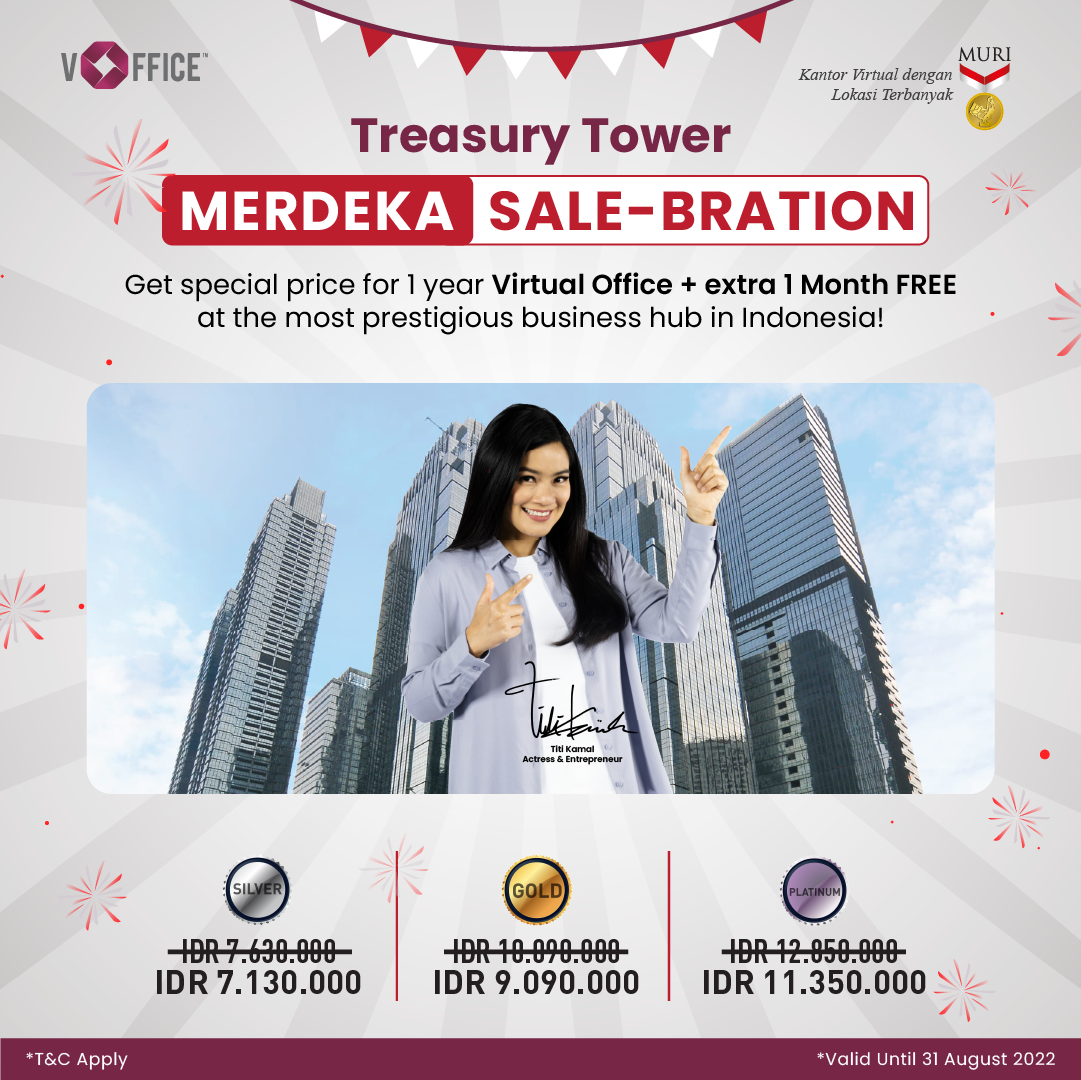 VOFFICE™
MURI
Kantor Virtual dengan
Lokasi Terbanyak
Treasury Tower
MERDEKA SALE-BRATION
Get special price for 1 year Virtual Office + extra 1 Month FREE
at the most prestigious business hub in Indonesia!
Titi Kamal
Actress & Entrepreneur
SILVER
IDR 7.630.000
IDR 7.130.000
GOLD
IDR 10.090.000
IDR 9.090.000
PLATINUM
IDR 12.850.000
IDR 11.350.000
*T&C Apply
*Valid Until 31 August 2022